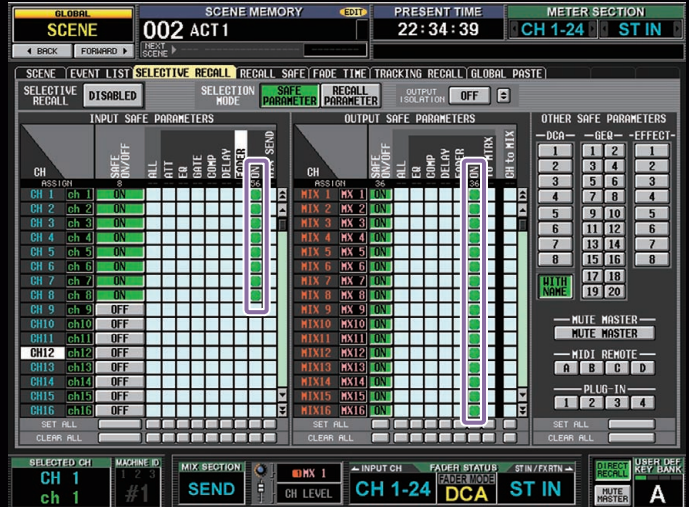 GLOBAL
SCENE
BACK FORWARD
SCENE MEMORY EDIT
002 ACT1
NEXT SCENE
PRESENT TIME
22:34:39
METER SECTION
CH 1-24 ST IN
SCENE EVENT LIST SELECTIVE RECALL RECALL SAFE FADE TIME TRACKING RECALL GLOBAL PASTE
SELECTIVE RECALL DISABLED SELECTION MODE SAFE PARAMETER RECALL PARAMETER OUTPUT ISOLATION OFF
INPUT SAFE PARAMETERS
CH SAFE ON/OFF ALL ATT EQ GATE COMP DELAY FADER ON MAX SEND
ASSIGN 8 56
CH 1 ch 1 ON
CH 2 ch 2 ON
CH 3 ch 3 ON
CH 4 ch 4 ON
CH 5 ch 5 ON
CH 6 ch 6 ON
CH 7 ch 7 ON
CH 8 ch 8 ON
CH 9 ch 9 OFF
CH10 ch10 OFF
CH11 ch11 OFF
CH12 ch12 OFF
CH13 ch13 OFF
CH14 ch14 OFF
CH15 ch15 OFF
CH16 ch16 OFF
SET ALL
CLEAR ALL
OUTPUT SAFE PARAMETERS
CH SAFE ON/OFF ALL EQ COMP DELAY FADER ON TO MTRX CH to MIX
ASSIGN 36 36
MIX 1 MX 1 ON
MIX 2 MX 2 ON
MIX 3 MX 3 ON
MIX 4 MX 4 ON
MIX 5 MX 5 ON
MIX 6 MX 6 ON
MIX 7 MX 7 ON
MIX 8 MX 8 ON
MIX 9 MX 9 ON
MIX10 MX10 ON
MIX11 MX11 ON
MIX12 MX12 ON
MIX13 MX13 ON
MIX14 MX14 ON
MIX15 MX15 ON
MIX16 MX16 ON
SET ALL
CLEAR ALL
OTHER SAFE PARAMETERS
DCA GEQ EFFECT
1 1 2 1
2 3 4 2
3 5 6 3
4 7 8 4
5 9 10 5
6 11 12 6
7 13 14 7
8 15 16 8
WITH NAME 17 18
19 20
MUTE MASTER
MUTE MASTER
MIDI REMOTE
A B C D
PLUG-IN
1 2 3 4
SET ALL
CLEAR ALL
SELECTED CH
CH 1
ch 1
MACHINE ID
1 2 3
#1
MIX SECTION
SEND
MX 1
CH LEVEL
INPUT CH FADER STATUS ST IN/FXRTN
CH 1-24 FADER MODE DCA ST IN
DIRECT RECALL
MUTE MASTER
USER DEF KEY BANK
A